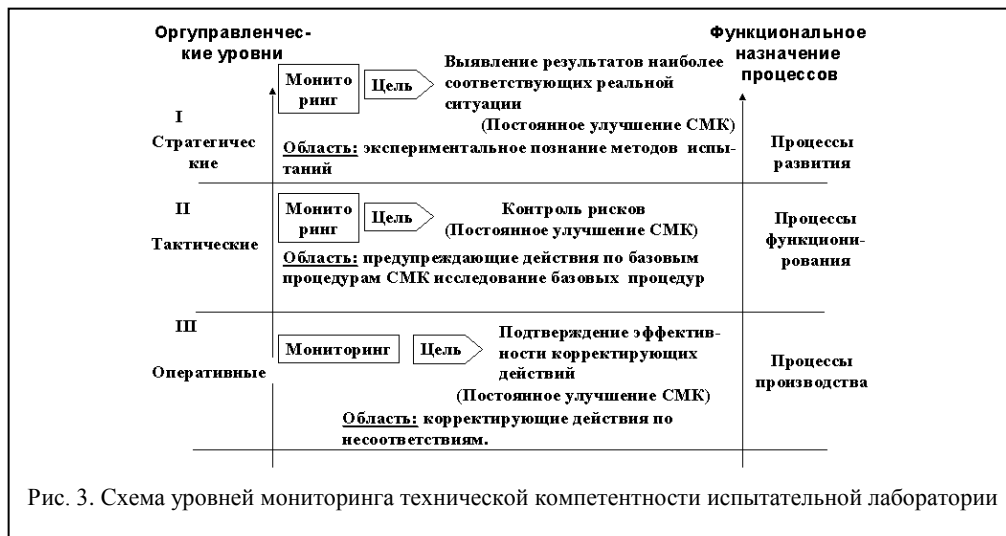 Оргуправленчес-
кие уровни
Функциональное
назначение
процессов
I
Стратегичес
кие
Монито
ринг
Цель
Выявление результатов наиболее
соответствующих реальной
ситуации
(Постоянное улучшение СМК)
Область: экспериментальное познание методов испы-
таний
Процессы
развития
II
Тактические
Монито
ринг
Цель
Контроль рисков
(Постоянное улучшение СМК)
Область: предупреждающие действия по базовым
процедурам СМК исследование базовых процедур
Процессы
функциони-
рования
III
Оперативные
Мониторинг
Цель
Подтверждение эффектив-
ности корректирующих
действий
(Постоянное улучшение СМК)
Область: корректирующие действия по
несоответствиям.
Процессы
производства
Рис. 3. Схема уровней мониторинга технической компетентности испытательной лаборатории